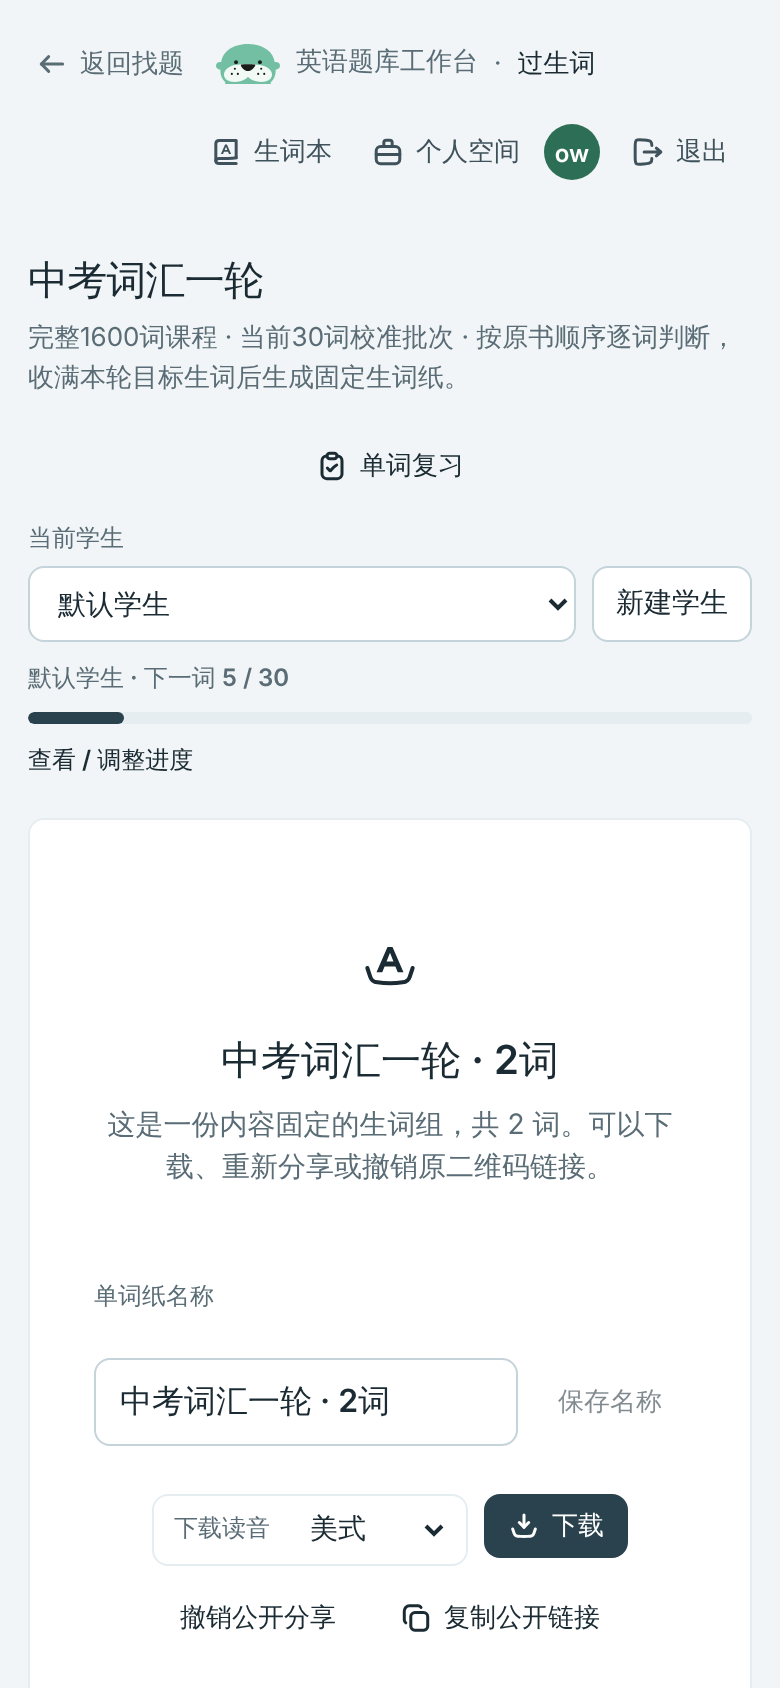 返回找题 英语题库工作台 · 过生词
生词本 个人空间 ow 退出
中考词汇一轮
完整1600词课程 · 当前30词校准批次 · 按原书顺序逐词判断，
收满本轮目标生词后生成固定生词纸。
单词复习
当前学生
默认学生 新建学生
默认学生 · 下一词 5 / 30
查看 / 调整进度
A
中考词汇一轮 · 2词
这是一份内容固定的生词组，共 2 词。可以下
载、重新分享或撤销原二维码链接。
单词纸名称
中考词汇一轮 · 2词 保存名称
下载读音 美式 下载
撤销公开分享 复制公开链接